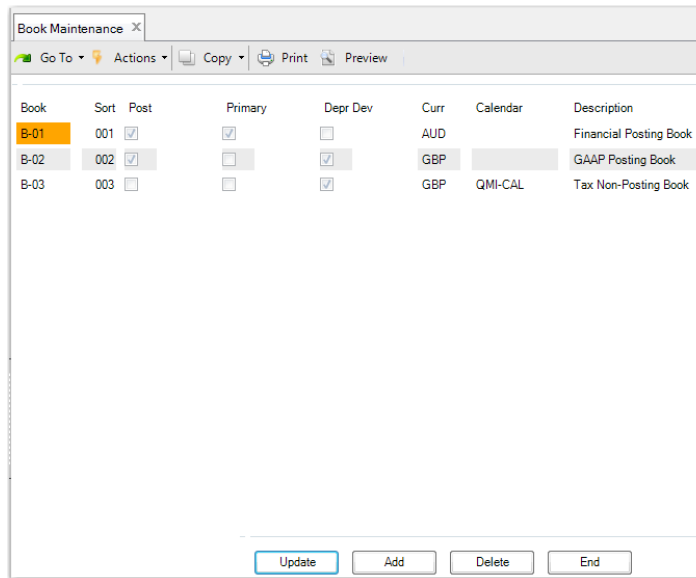 Book Maintenance X
Go To Actions Copy Print Preview
Book Sort Post Primary Depr Dev Curr Calendar Description
B-01 001 AUD Financial Posting Book
B-02 002 GBP GAAP Posting Book
B-03 003 GBP QMI-CAL Tax Non-Posting Book
Update Add Delete End